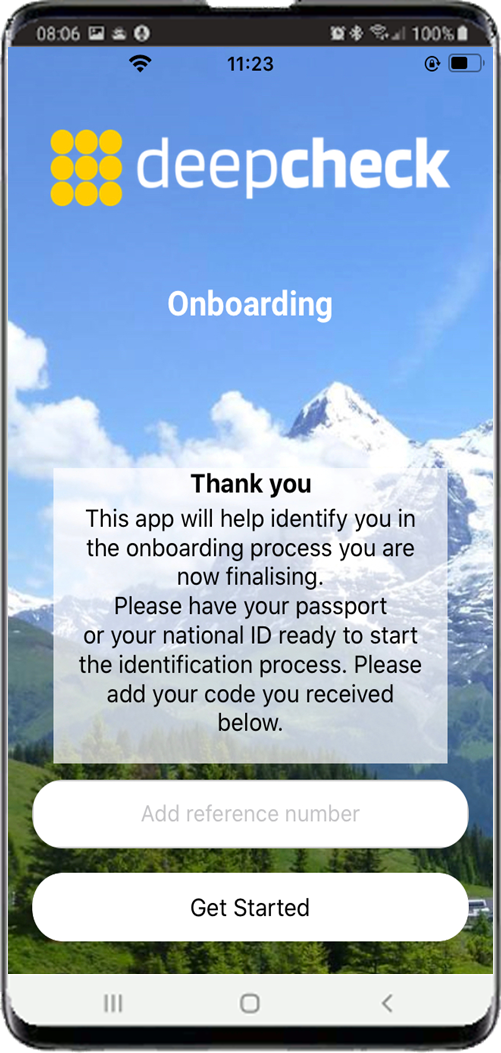 08:06 100%
11:23
deepcheck
Onboarding
Thank you
This app will help identify you in
the onboarding process you are
now finalising.
Please have your passport
or your national ID ready to start
the identification process. Please
add your code you received
below.
Add reference number
Get Started